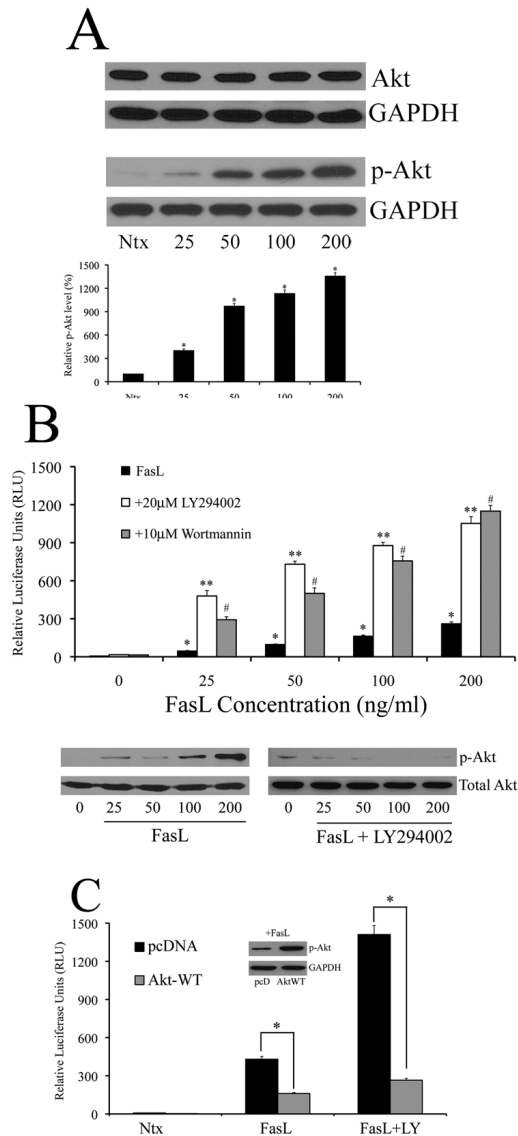 A
Akt
GAPDH
p-Akt
GAPDH
Ntx 25 50 100 200
Relative p-Akt level (%)
1500
1200
900
600
300
0
* * * *
Ntx 25 50 100 200
B
Relative Luciferase Units (RLU)
1500
1200
900
600
300
0
FasL
+20μM LY294002
+10μM Wortmannin
* ** #
* ** #
* ** #
* ** #
0 25 50 100 200
FasL Concentration (ng/ml)
p-Akt
Total Akt
0 25 50 100 200 0 25 50 100 200
FasL FasL + LY294002
C
Relative Luciferase Units (RLU)
1500
1200
900
600
300
0
pcDNA
Akt-WT
+FasL
p-Akt
GAPDH
pcD AktWT
*
*
Ntx FasL FasL+LY